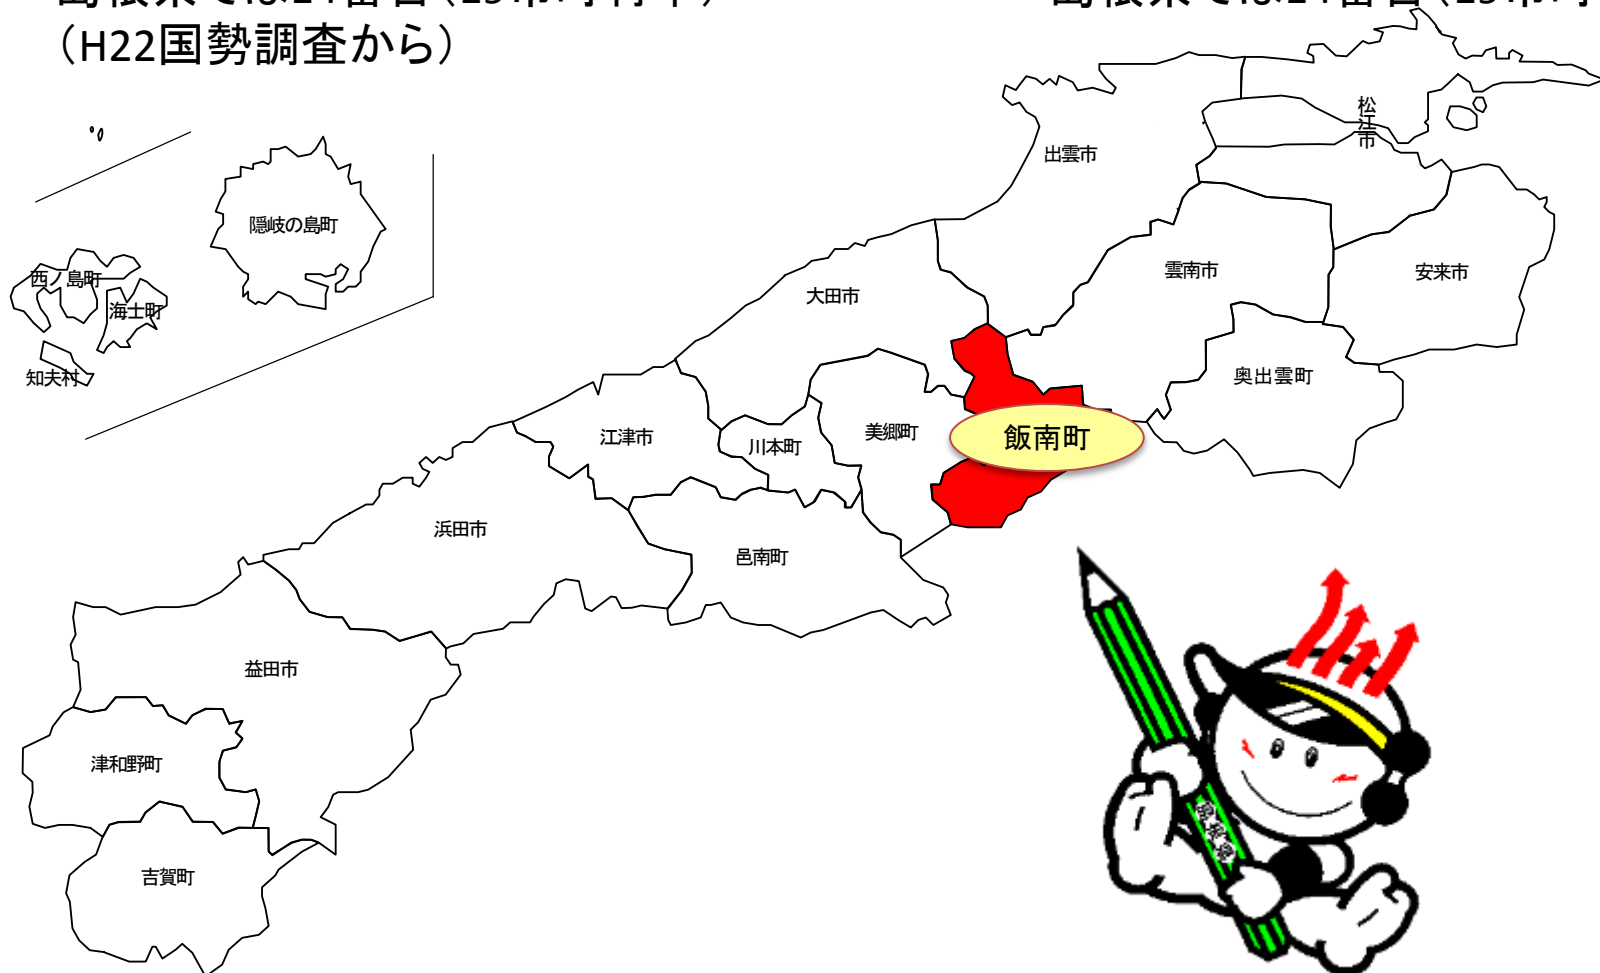 （H22国勢調査から）
松江市
出雲市
隠岐の島町
雲南市
安来市
西ノ島町
大田市
海士町
知夫村
奥出雲町
美郷町
江津市
川本町
飯南町
浜田市
邑南町
益田市
津和野町
吉賀町